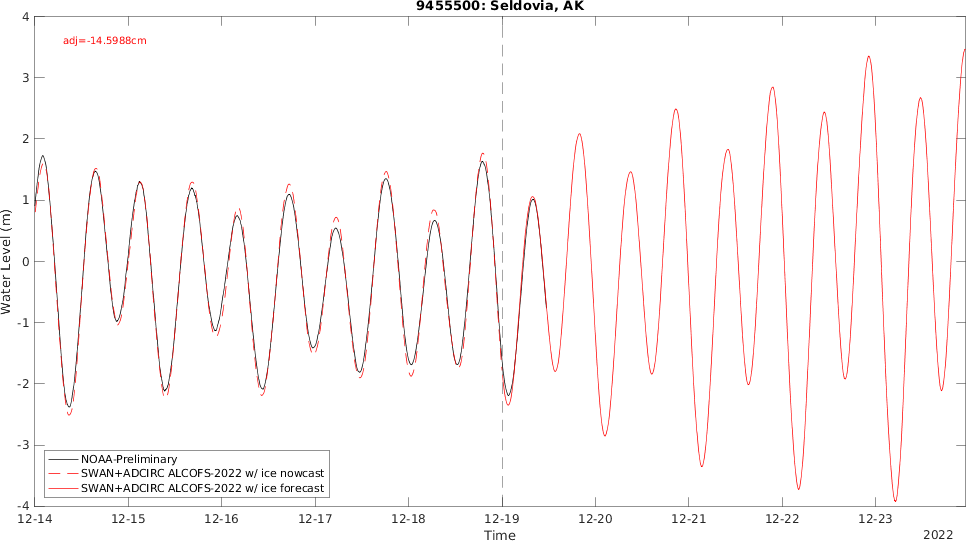 9455500: Seldovia, AK
adj=-14.5988cm
4
3
2
1
0
-1
-2
-3
-4
Water Level (m)
NOAA-Preliminary
SWAN+ADCIRC ALCOFS-2022 w/ ice nowcast
SWAN+ADCIRC ALCOFS-2022 w/ ice forecast
12-14 12-15 12-16 12-17 12-18 12-19 12-20 12-21 12-22 12-23
Time
2022